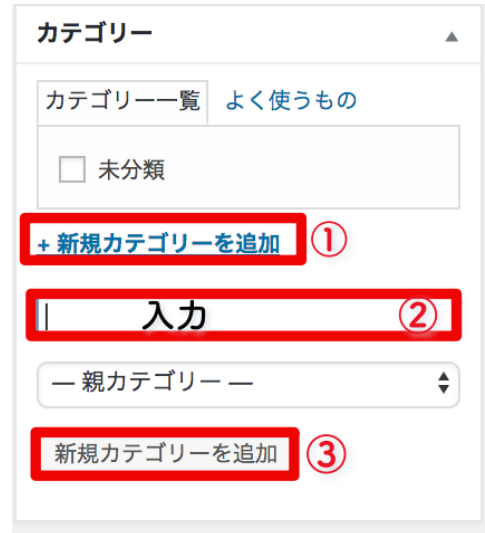 カテゴリー ▲
カテゴリー一覧 よく使うもの
未分類
+ 新規カテゴリーを追加 ①
入力 ②
— 親カテゴリー —
新規カテゴリーを追加 ③